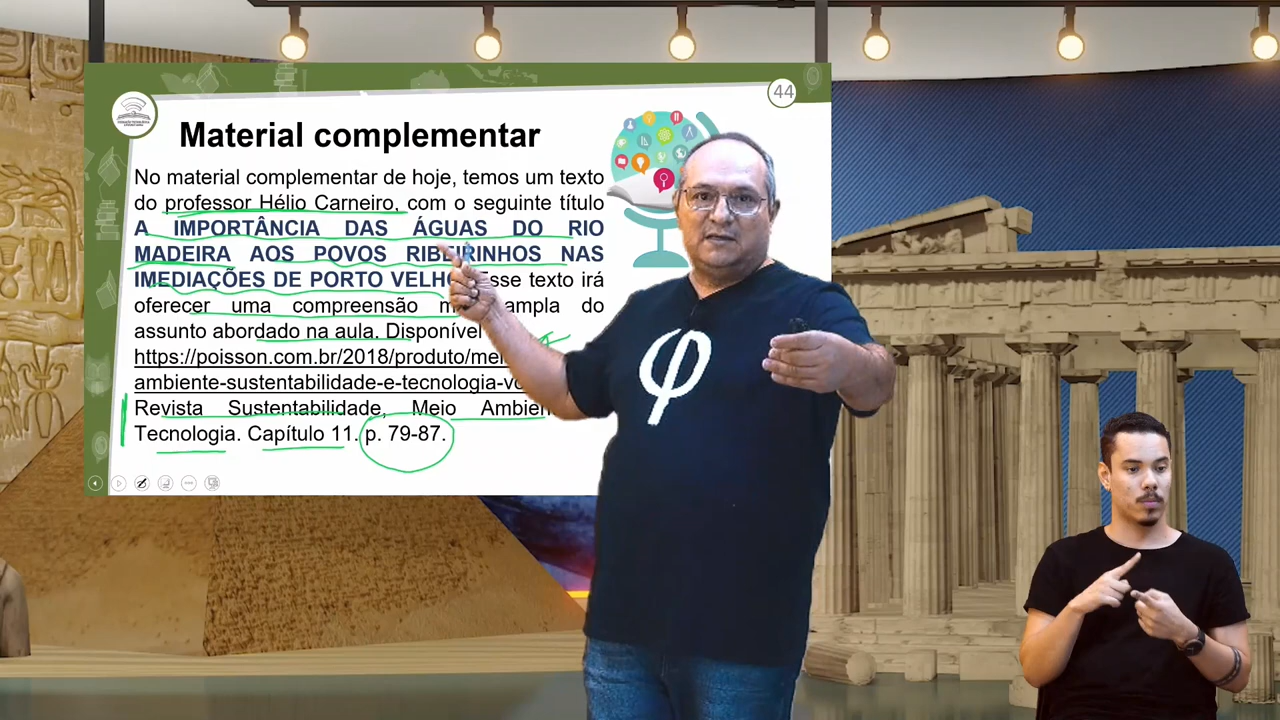 44
Material complementar
No material complementar de hoje, temos um texto
do professor Hélio Carneiro, com o seguinte título
A IMPORTÂNCIA DAS ÁGUAS DO RIO
MADEIRA AOS POVOS RIBEIRINHOS NAS
IMEDIAÇÕES DE PORTO VELHO Esse texto irá
oferecer uma compreensão ampla do
assunto abordado na aula. Disponível
https://poisson.com.br/2018/produto/mei
ambiente-sustentabilidade-e-tecnologia-vo
Revista Sustentabilidade, Meio Ambien
Tecnologia. Capítulo 11. p. 79-87.
φ